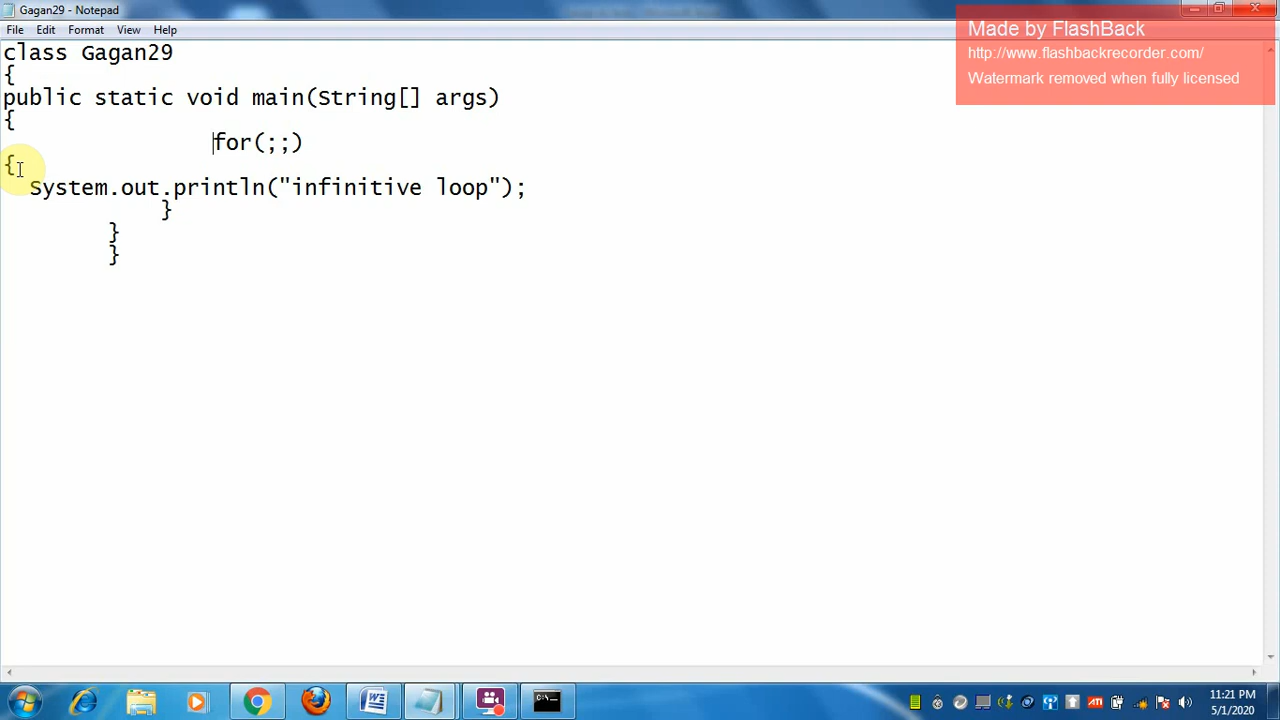 Gagan29 - Notepad
File Edit Format View Help
class Gagan29
{
public static void main(String[] args)
{
for(;;)
{
System.out.println("infinitive loop");
}
}
}
Made by FlashBack
http://www.flashbackrecorder.com/
Watermark removed when fully licensed
11:21 PM
5/1/2020